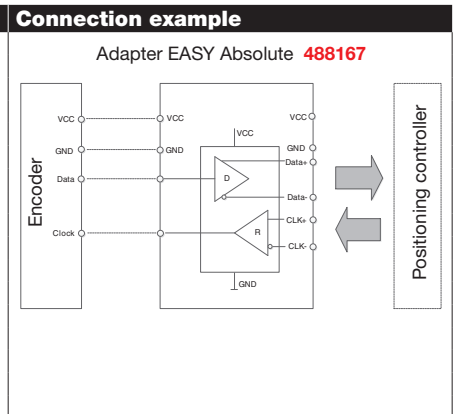 Connection example
Adapter EASY Absolute 488167
Encoder
VCC
GND
Data
Clock
VCC
GND
VCC
D
R
GND
VCC
GND
Data+
Data-
CLK+
CLK-
Positioning controller